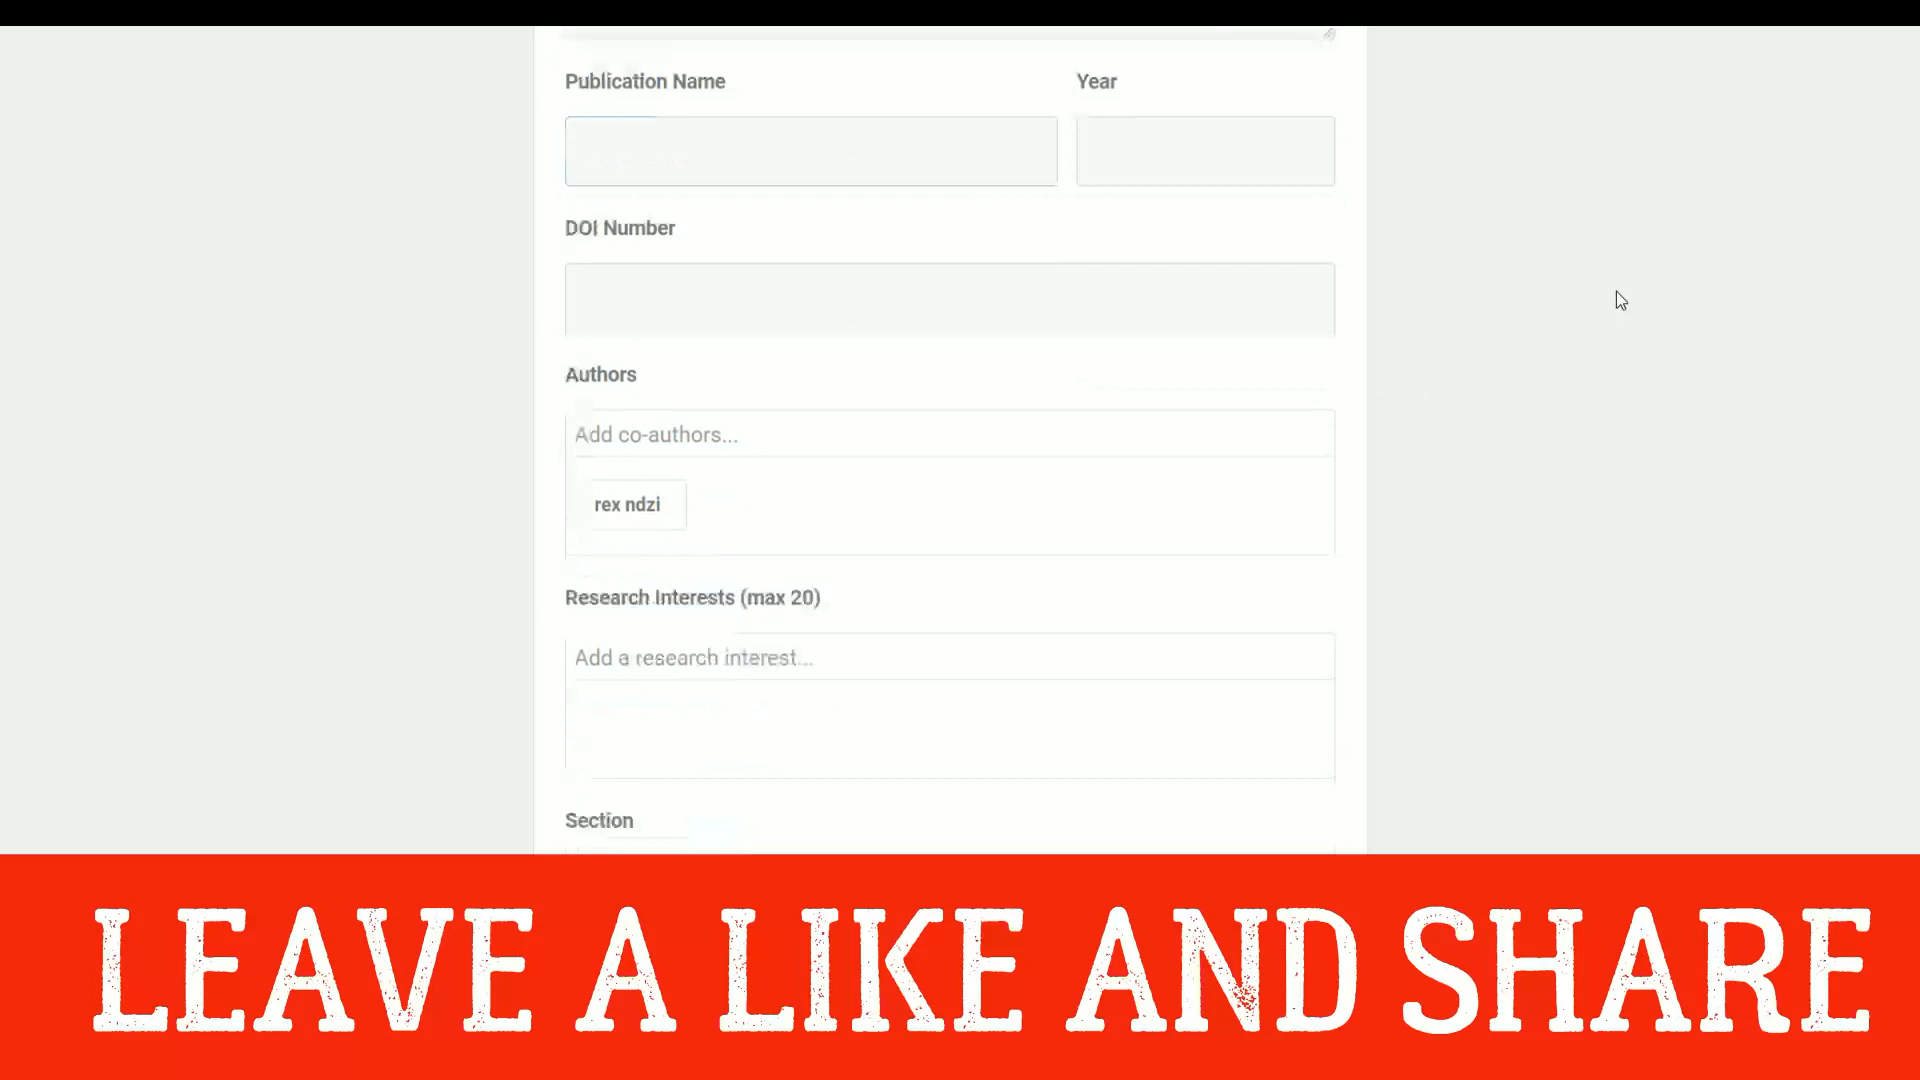 Publication Name
Year
DOI Number
Authors
Add co-authors...
rex ndzi
Research Interests (max 20)
Add a research interest...
Section
LEAVE A LIKE AND SHARE